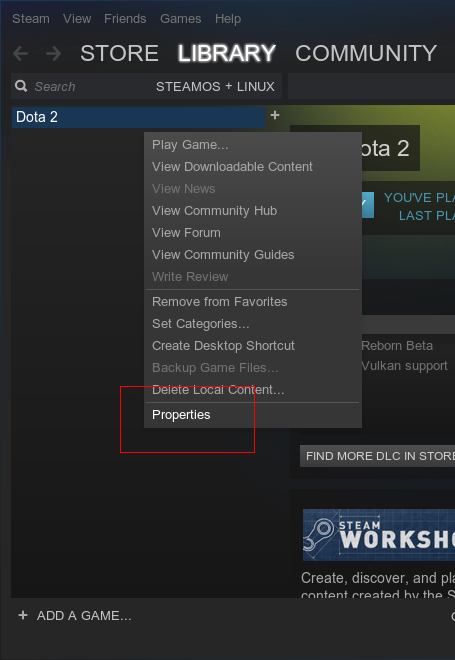 Steam View Friends Games Help
STORE LIBRARY COMMUNITY
Search STEAMOS + LINUX
Dota 2 +
Play Game...
View Downloadable Content
View News
View Community Hub
View Forum
View Community Guides
Write Review
Remove from Favorites
Set Categories...
Create Desktop Shortcut
Backup Game Files...
Delete Local Content...
Properties
ota 2
YOU'VE PLA
LAST PLA
Reborn Beta
Vulkan support
FIND MORE DLC IN STORE
STEAM
WORKSHO
Create, discover, and pla
content created by the S
+ ADD A GAME...